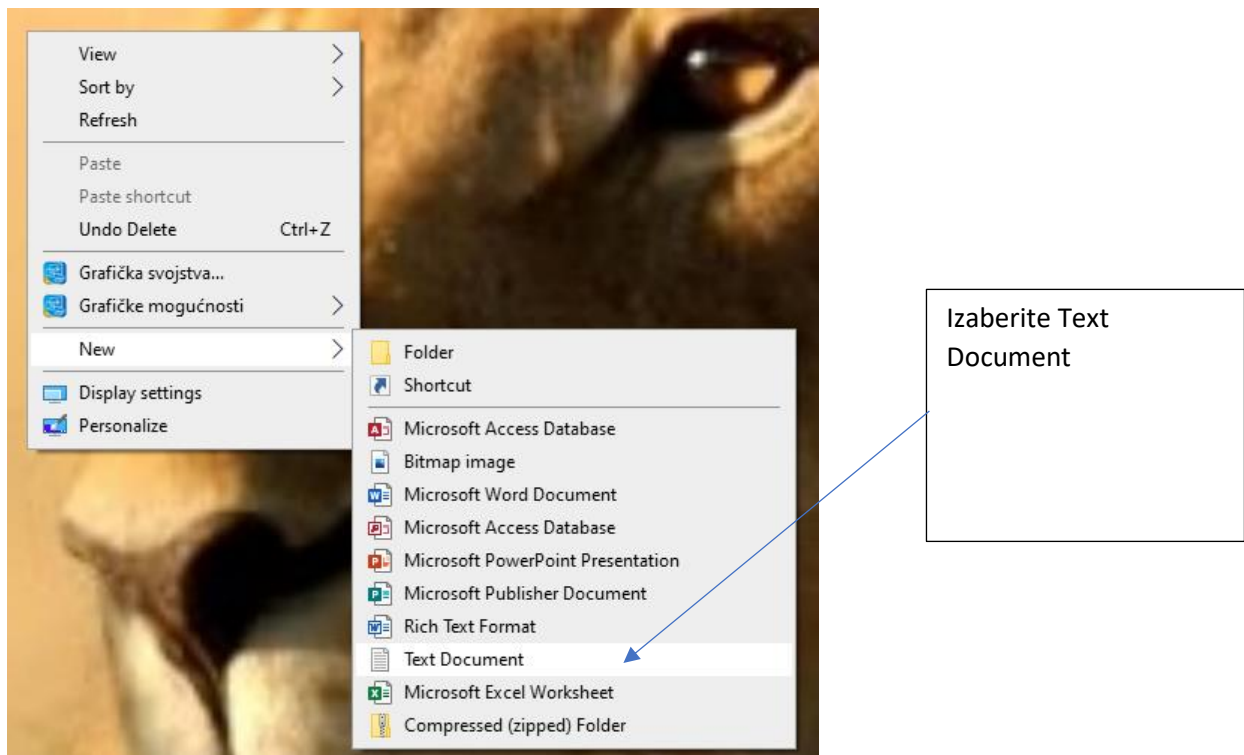 View
Sort by
Refresh
Paste
Paste shortcut
Undo Delete Ctrl+Z
Grafička svojstva...
Grafičke mogućnosti
New
Display settings
Personalize
Folder
Shortcut
Microsoft Access Database
Bitmap image
Microsoft Word Document
Microsoft Access Database
Microsoft PowerPoint Presentation
Microsoft Publisher Document
Rich Text Format
Text Document
Microsoft Excel Worksheet
Compressed (zipped) Folder
Izaberite Text
Document